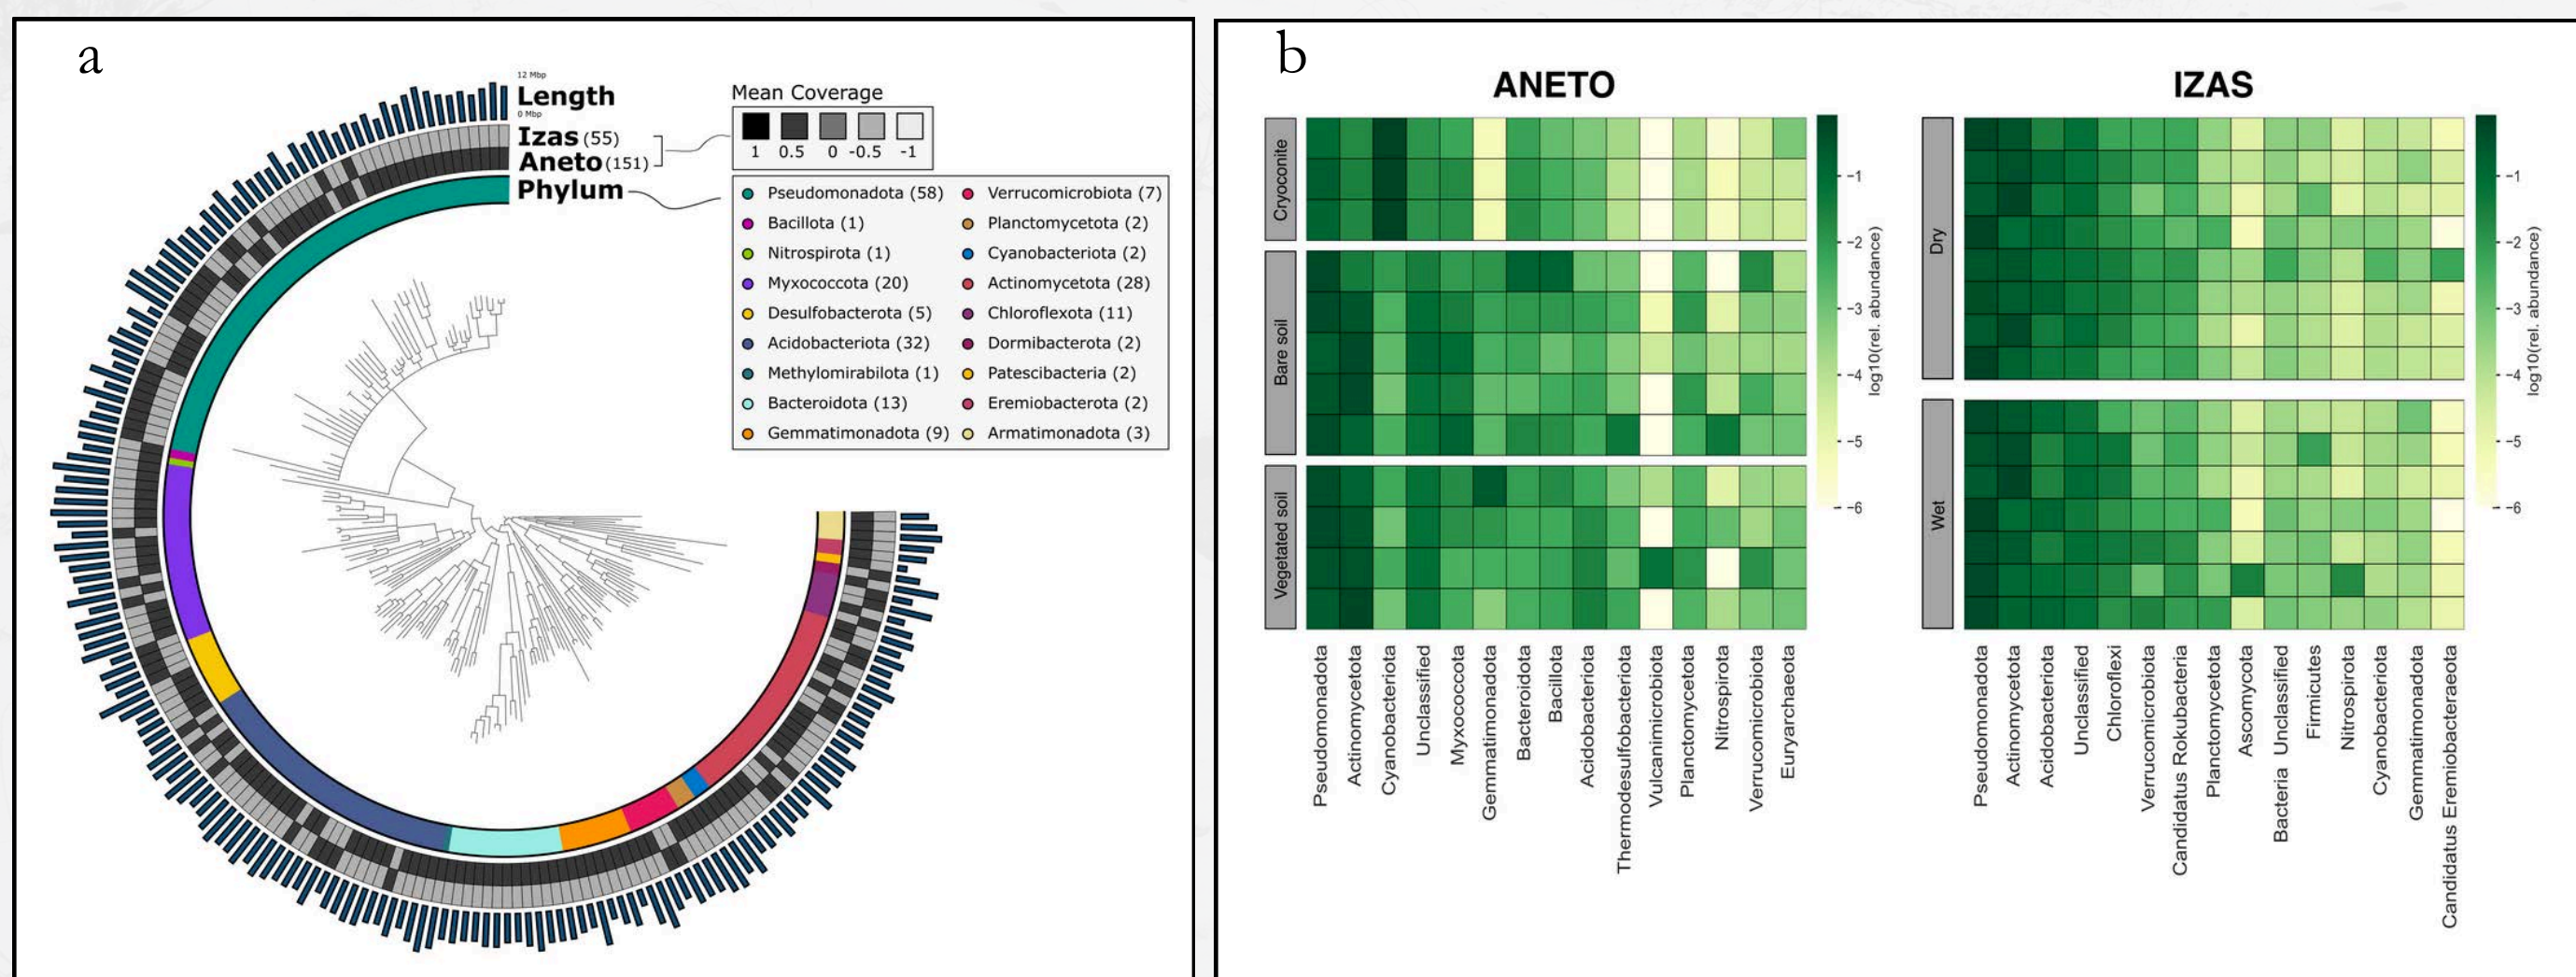 a
12 Mbp
Length
0 Mbp
Izas (55)
Aneto (151)
Phylum
Mean Coverage
1 0.5 0 -0.5 -1
Pseudomonadota (58)
Bacillota (1)
Nitrospirota (1)
Myxococcota (20)
Desulfobacterota (5)
Acidobacteriota (32)
Methylomirabilota (1)
Bacteroidota (13)
Gemmatimonadota (9)
Verrucomicrobiota (7)
Planctomycetota (2)
Cyanobacteriota (2)
Actinomycetota (28)
Chloroflexota (11)
Dormibacterota (2)
Patescibacteria (2)
Eremiobacterota (2)
Armatimonadota (3)
b
ANETO
Cryoconite
Bare soil
Vegetated soil
Pseudomonadota
Actinomycetota
Cyanobacteriota
Unclassified
Myxococcota
Gemmatimonadota
Bacteroidota
Bacillota
Acidobacteriota
Thermodesulfobacteriota
Vulcanimicrobiota
Planctomycetota
Nitrospirota
Verrucomicrobiota
Euryarchaeota
−1
−2
−3
−4
−5
−6
log10(rel. abundance)
IZAS
Dry
Wet
Pseudomonadota
Actinomycetota
Acidobacteriota
Unclassified
Chloroflexi
Verrucomicrobiota
Candidatus Rokubacteria
Planctomycetota
Ascomycota
Bacteria Unclassified
Firmicutes
Nitrospirota
Cyanobacteriota
Gemmatimonadota
Candidatus Eremiobacteraeota
−1
−2
−3
−4
−5
−6
log10(rel. abundance)